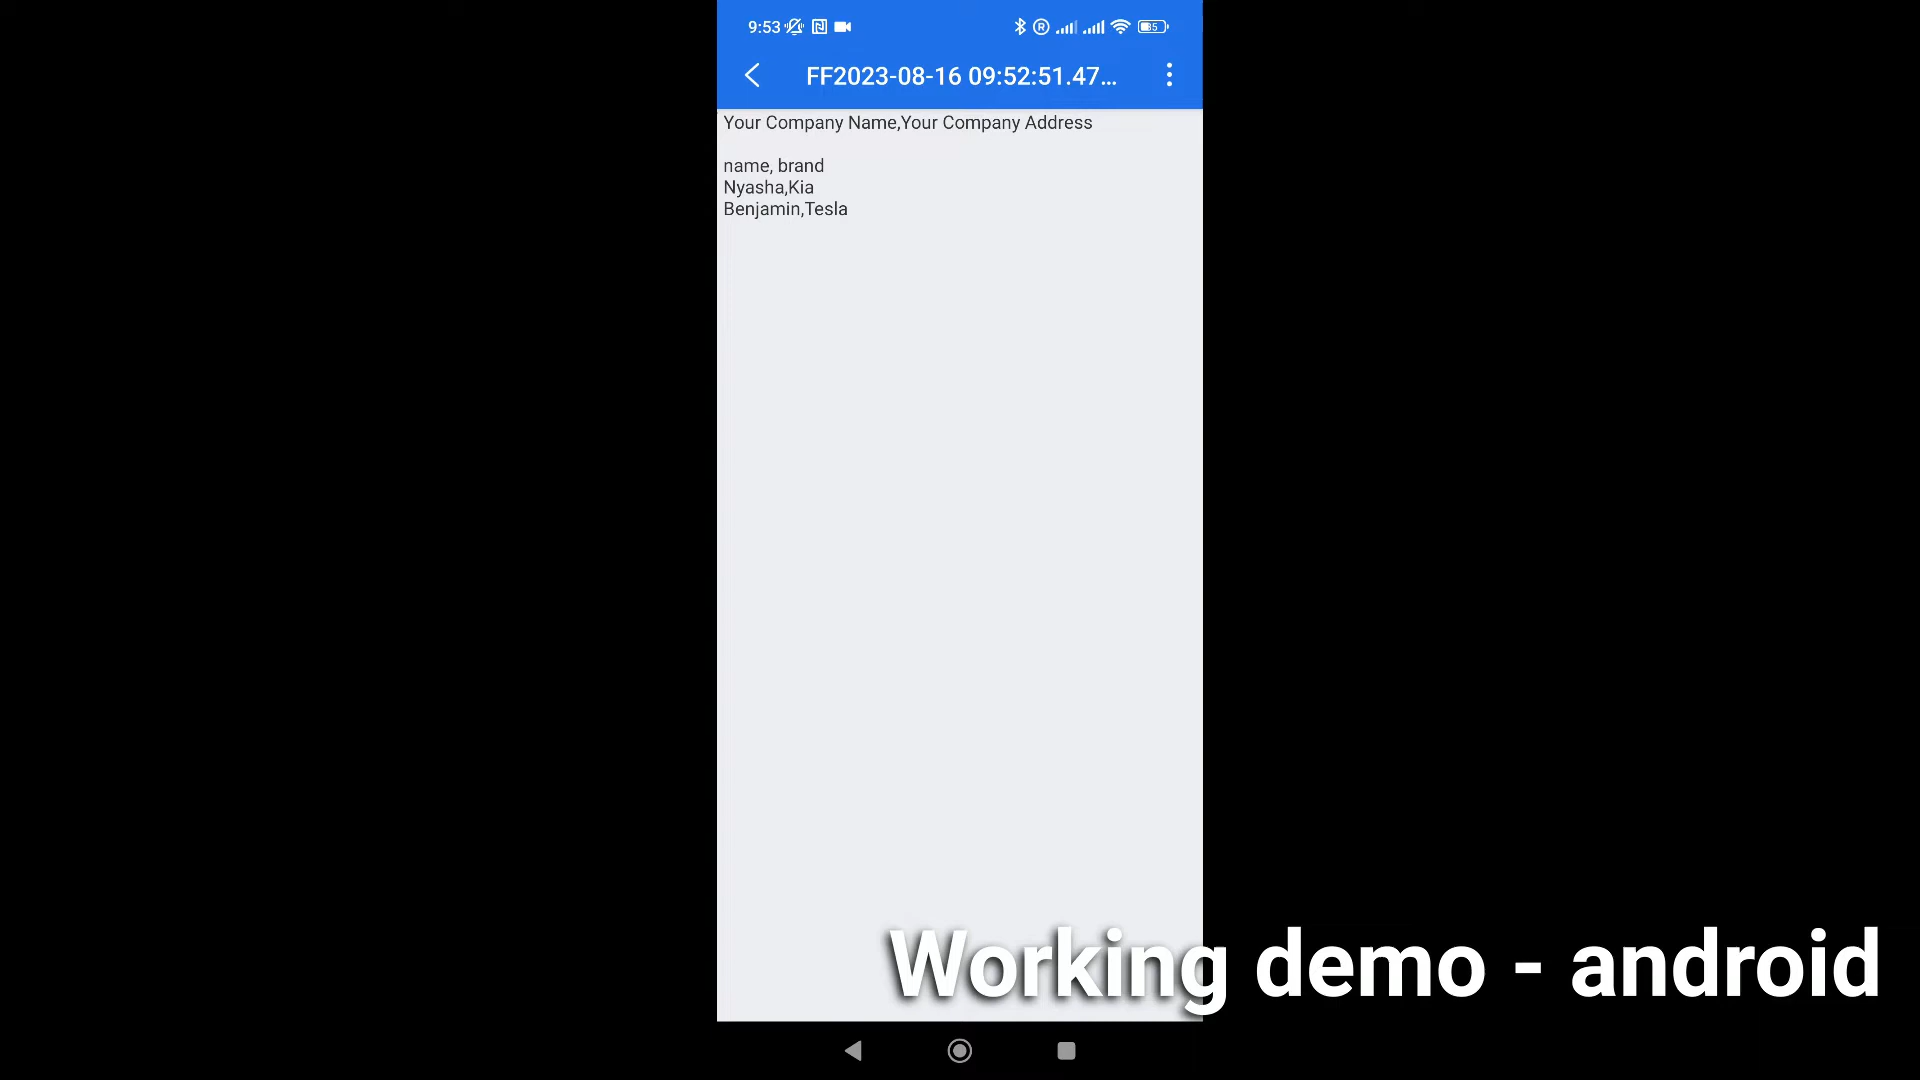 9:53
85
FF2023-08-16 09:52:51.47...
Your Company Name,Your Company Address
name, brand
Nyasha,Kia
Benjamin,Tesla
Working demo - android